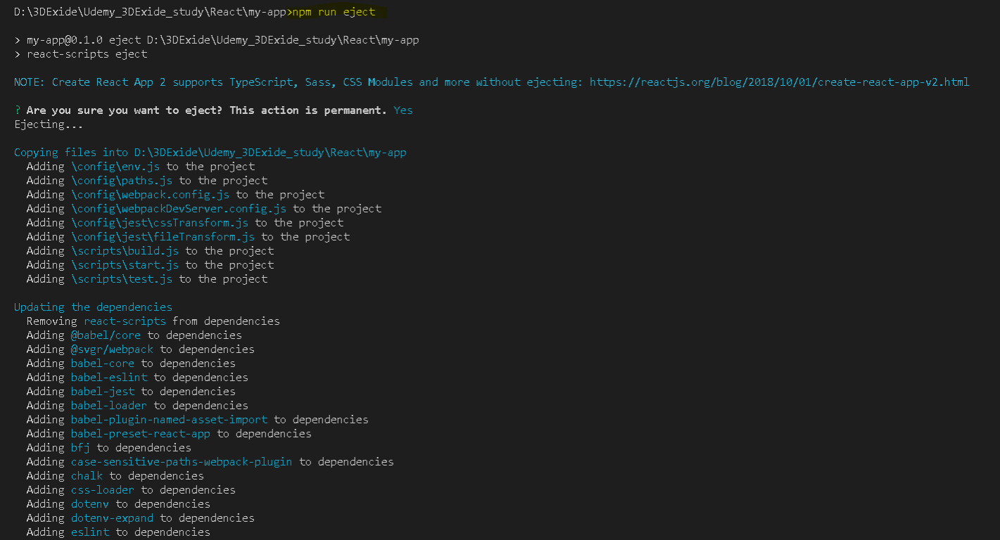 D:\3DExide\Udemy_3DExide_study\React\my-app>npm run eject
> my-app@0.1.0 eject D:\3DExide\Udemy_3DExide_study\React\my-app
> react-scripts eject
NOTE: Create React App 2 supports TypeScript, Sass, CSS Modules and more without ejecting: https://reactjs.org/blog/2018/10/01/create-react-app-v2.html
? Are you sure you want to eject? This action is permanent. Yes
Ejecting...
Copying files into D:\3DExide\Udemy_3DExide_study\React\my-app
Adding \config\env.js to the project
Adding \config\paths.js to the project
Adding \config\webpack.config.js to the project
Adding \config\webpackDevServer.config.js to the project
Adding \config\jest\cssTransform.js to the project
Adding \config\jest\fileTransform.js to the project
Adding \scripts\build.js to the project
Adding \scripts\start.js to the project
Adding \scripts\test.js to the project
Updating the dependencies
Removing react-scripts from dependencies
Adding @babel/core to dependencies
Adding @svgr/webpack to dependencies
Adding babel-core to dependencies
Adding babel-eslint to dependencies
Adding babel-jest to dependencies
Adding babel-loader to dependencies
Adding babel-plugin-named-asset-import to dependencies
Adding babel-preset-react-app to dependencies
Adding bfj to dependencies
Adding case-sensitive-paths-webpack-plugin to dependencies
Adding chalk to dependencies
Adding css-loader to dependencies
Adding dotenv to dependencies
Adding dotenv-expand to dependencies
Adding eslint to dependencies